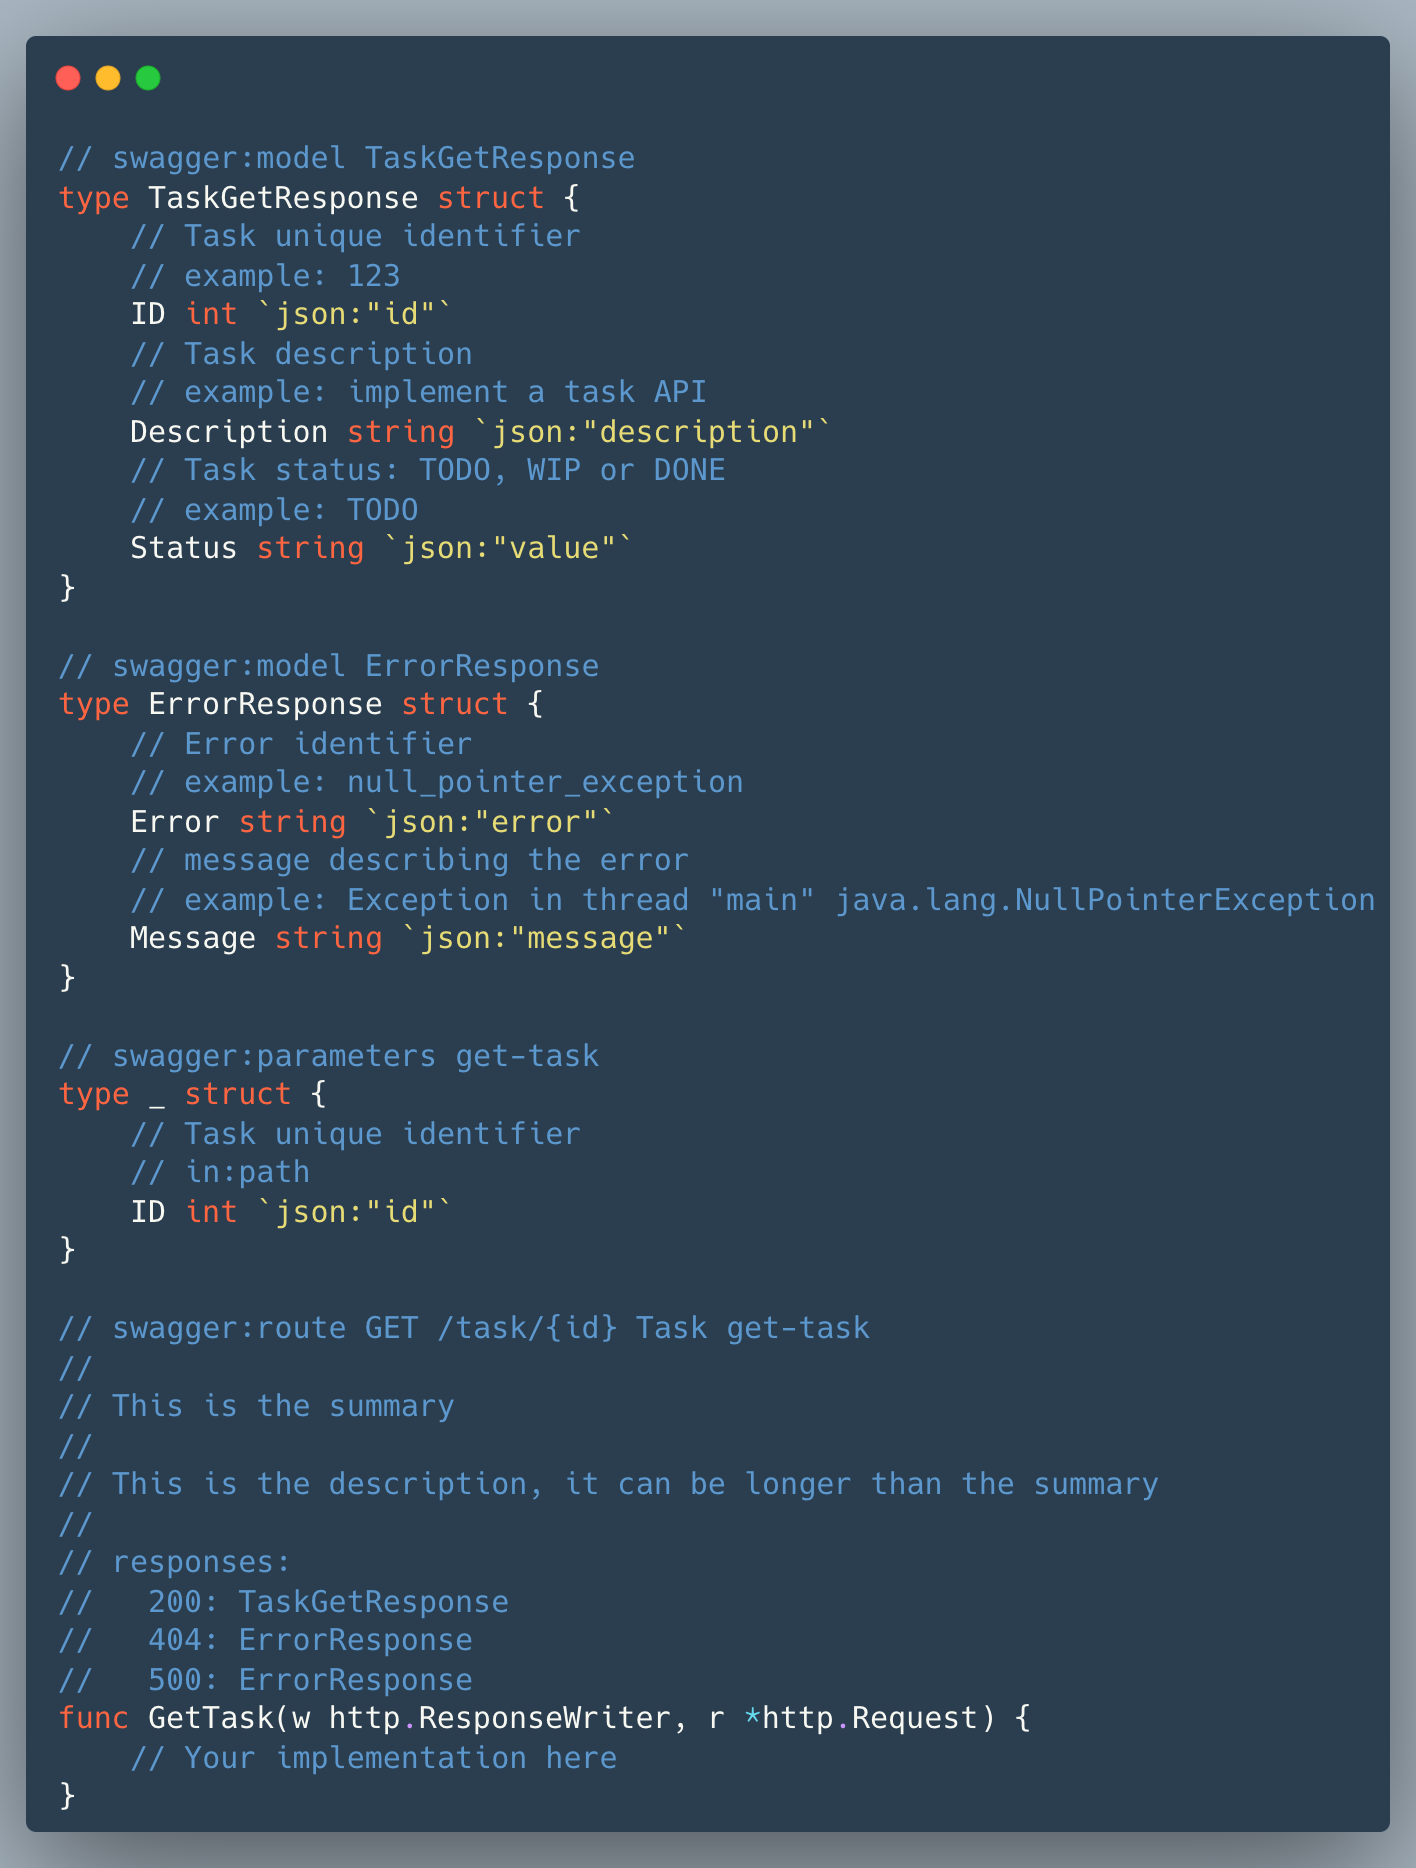 // swagger:model TaskGetResponse
type TaskGetResponse struct {
    // Task unique identifier
    // example: 123
    ID int `json:"id"`
    // Task description
    // example: implement a task API
    Description string `json:"description"`
    // Task status: TODO, WIP or DONE
    // example: TODO
    Status string `json:"value"`
}

// swagger:model ErrorResponse
type ErrorResponse struct {
    // Error identifier
    // example: null_pointer_exception
    Error string `json:"error"`
    // message describing the error
    // example: Exception in thread "main" java.lang.NullPointerException
    Message string `json:"message"`
}

// swagger:parameters get-task
type _ struct {
    // Task unique identifier
    // in:path
    ID int `json:"id"`
}

// swagger:route GET /task/{id} Task get-task
//
// This is the summary
//
// This is the description, it can be longer than the summary
//
// responses:
//   200: TaskGetResponse
//   404: ErrorResponse
//   500: ErrorResponse
func GetTask(w http.ResponseWriter, r *http.Request) {
    // Your implementation here
}